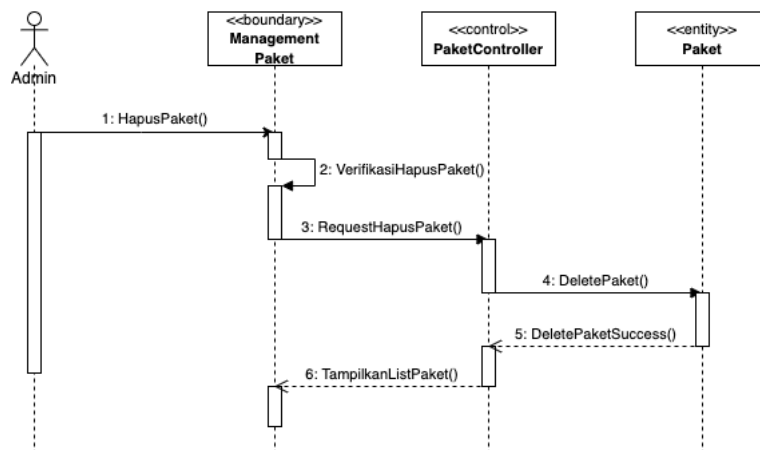 <<boundary>>
Management
Paket
<<control>>
PaketController
<<entity>>
Paket
Admin
1: HapusPaket()
2: VerifikasiHapusPaket()
3: RequestHapusPaket()
4: DeletePaket()
5: DeletePaketSuccess()
6: TampilkanListPaket()